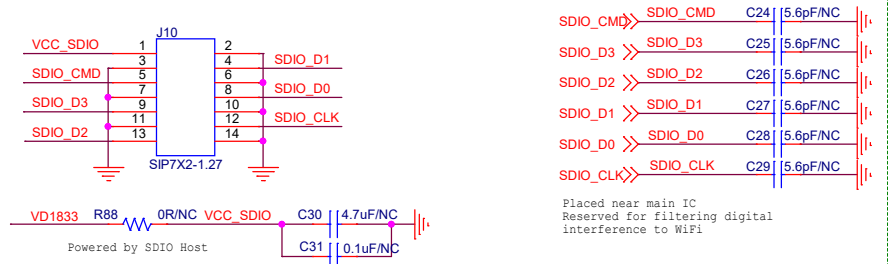 J10
VCC_SDIO 1 2
3 4 SDIO_D1
SDIO_CMD 5 6
7 8 SDIO_D0
SDIO_D3 9 10
11 12 SDIO_CLK
SDIO_D2 13 14
SIP7X2-1.27
VD1833 R88 0R/NC VCC_SDIO C30 4.7uF/NC
C31 0.1uF/NC
Powered by SDIO Host
SDIO_CMD SDIO_CMD C24 5.6pF/NC
SDIO_D3 SDIO_D3 C25 5.6pF/NC
SDIO_D2 SDIO_D2 C26 5.6pF/NC
SDIO_D1 SDIO_D1 C27 5.6pF/NC
SDIO_D0 SDIO_D0 C28 5.6pF/NC
SDIO_CLK SDIO_CLK C29 5.6pF/NC
Placed near main IC
Reserved for filtering digital
interference to WiFi